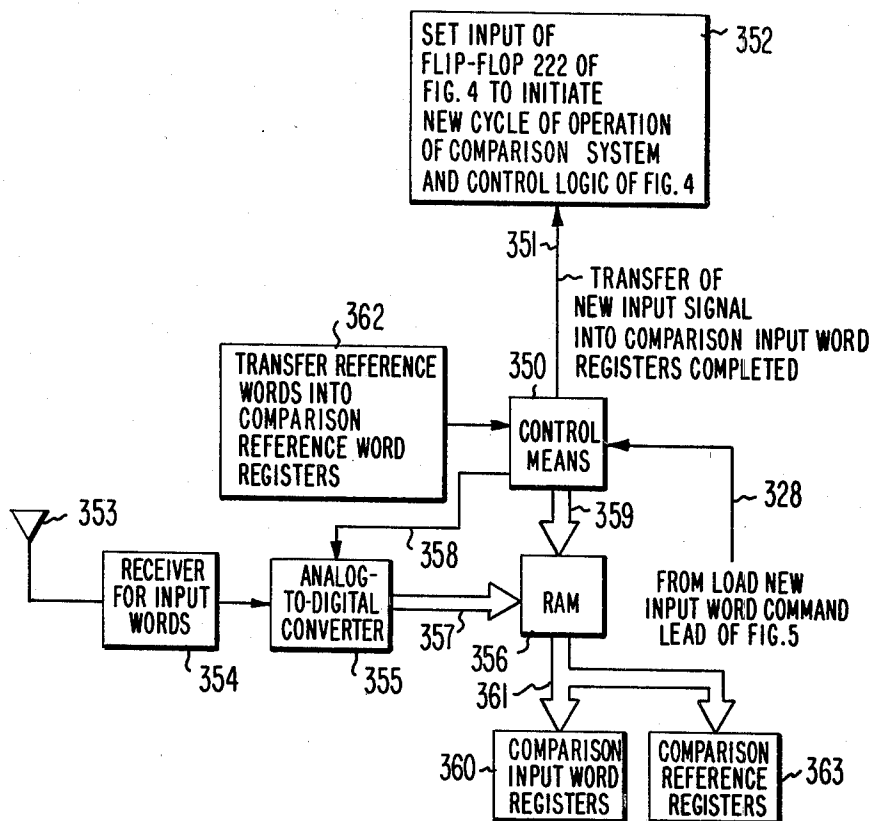 SET INPUT OF
FLIP-FLOP 222 OF
FIG. 4 TO INITIATE
NEW CYCLE OF OPERATION
OF COMPARISON SYSTEM
AND CONTROL LOGIC OF FIG. 4
352
351
TRANSFER OF
NEW INPUT SIGNAL
INTO COMPARISON INPUT WORD
REGISTERS COMPLETED
362
TRANSFER REFERENCE
WORDS INTO
COMPARISON
REFERENCE WORD
REGISTERS
350
CONTROL
MEANS
328
FROM LOAD NEW
INPUT WORD COMMAND
LEAD OF FIG.5
353
RECEIVER
FOR INPUT
WORDS
354
358
ANALOG-
TO-DIGITAL
CONVERTER
355
357
359
RAM
356
361
360
COMPARISON
INPUT WORD
REGISTERS
COMPARISON
REFERENCE
REGISTERS
363